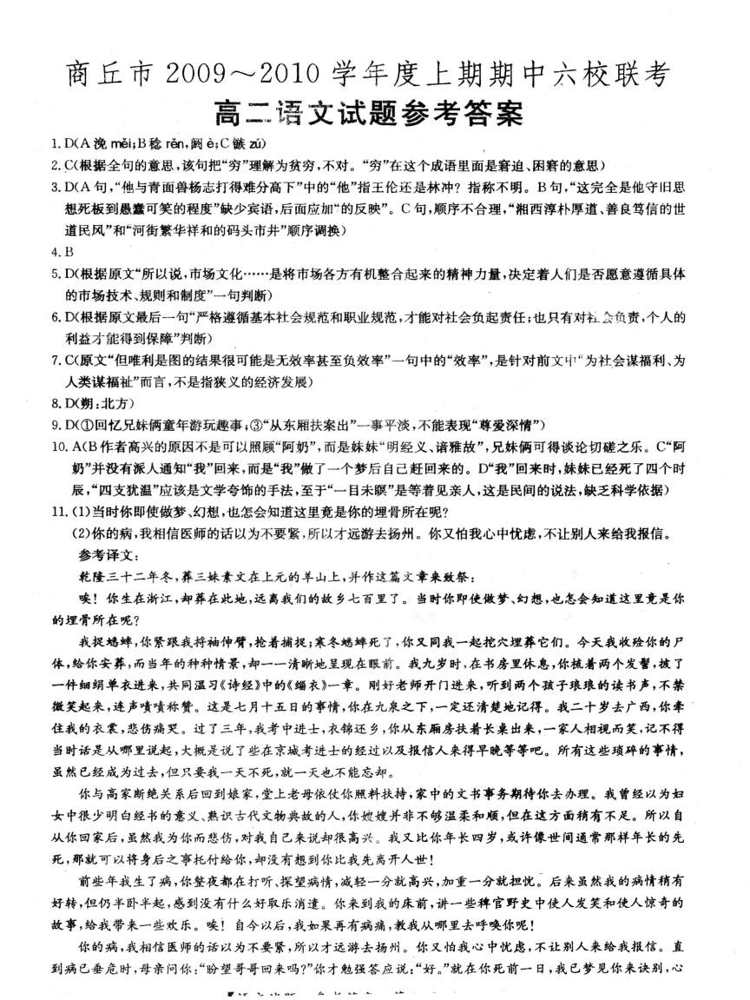 商丘市 2009～2010 学年度上期期中六校联考
高二语文试题参考答案
1. D(A 浼 měi;B 稔 rěn,阏 è;C 镞 zú)
2. C(根据全句的意思,该句把“穷”理解为贫穷,不对。“穷”在这个成语里面是窘迫、困窘的意思)
3. D(A 句,“他与青面兽杨志打得难分高下”中的“他”指王伦还是林冲？指称不明。B 句,“这完全是他守旧思
想死板到愚蠢可笑的程度”缺少宾语,后面应加“的反映”。C 句,顺序不合理,“湘西淳朴厚道、善良笃信的世
道民风”和“河街繁华祥和的码头市井”顺序调换)
4. B
5. D(根据原文“所以说,市场文化……是将市场各方有机整合起来的精神力量,决定着人们是否愿意遵循具体
的市场技术、规则和制度”一句判断)
6. D(根据原文最后一句“严格遵循基本社会规范和职业规范,才能对社会负起责任;也只有对社会负责,个人的
利益才能得到保障”判断)
7. C(原文“但唯利是图的结果很可能是无效率甚至负效率”一句中的“效率”,是针对前文中“为社会谋福利、为
人类谋福祉”而言,不是指狭义的经济发展)
8. D(朔:北方)
9. D(①回忆兄妹俩童年游玩趣事;③“从东厢扶案出”一事平淡,不能表现“尊爱深情”)
10. A(B 作者高兴的原因不是可以照顾“阿奶”,而是妹妹“明经义、谙雅故”,兄妹俩可得谈论切磋之乐。C“阿
奶”并没有派人通知“我”回来,而是“我”做了一个梦后自己赶回来的。D“我”回来时,妹妹已经死了四个时
辰,“四支犹温”应该是文学夸饰的手法,至于“一目未瞑”是等着见亲人,这是民间的说法,缺乏科学依据)
11. (1)当时你即使做梦、幻想,也怎会知道这里竟是你的埋骨所在呢?
(2)你的病,我相信医师的话以为不要紧,所以才远游去扬州。你又怕我心中忧虑,不让别人来给我报信。
参考译文:
乾隆三十二年冬,葬三妹素文在上元的羊山上,并作这篇文章来致祭:
唉！你生在浙江,却葬在此地,远离我们的故乡七百里了。当时你即使做梦、幻想,也怎会知道这里竟是你
的埋骨所在呢?
我捉蟋蟀,你紧跟我捋袖伸臂,抢着捕捉;寒冬蟋蟀死了,你又同我一起挖穴埋葬它们。今天我收殓你的尸
体,给你安葬,而当年的种种情景,却一一清晰地呈现在眼前。我九岁时,在书房里休息,你梳着两个发髻,披了
一件细绢单衣进来,共同温习《诗经》中的《缁衣》一章。刚好老师开门进来,听到两个孩子琅琅的读书声,不禁
微笑起来,连声啧啧称赞。这是七月十五日的事情,你在九泉之下,一定还清楚地记得。我二十岁去广西,你牵
住我的衣裳,悲伤痛哭。过了三年,我考中进士,衣锦还乡,你从东厢房扶着长桌出来,一家人相视而笑,记不得
当时话是从哪里说起,大概是说了些在京城考进士的经过以及报信人来得早晚等等吧。所有这些琐碎的事情,
虽然已经成为过去,但只要我一天不死,就一天也不能忘却。
你与高家断绝关系后回到娘家,堂上老母依仗你照料扶持,家中的文书事务期待你去办理。我曾经以为妇
女中很少明白经书的意义、熟识古代文物典故的人,你嫂嫂并非不够温柔和顺,但在这方面稍有不足。所以自
从你回家后,虽然我为你而悲伤,对我自己来说却很高兴。我又比你年长四岁,或许像世间通常那样年长的先
死,那就可以将身后之事托付给你,却没有想到你比我先离开人世!
前些年我生了病,你整夜都在打听、探望病情,减轻一分就高兴,加重一分就担忧。后来虽然我的病情稍有
好转,但仍半卧半起,感到没有什么好取乐消遣。你来到我的床前,讲一些稗官野史中使人发笑和使人惊奇的
故事,给我带来一些欢乐。唉！自今以后,我如果再有病痛,教我从哪里去呼唤你呢!
你的病,我相信医师的话以为不要紧,所以才远游去扬州。你又怕我心中忧虑,不让别人来给我报信。直
到病已垂危时,母亲问你:“盼望哥哥回来吗?”你才勉强答应说:“好。”就在你死前一日,我已梦见你来诀别,心